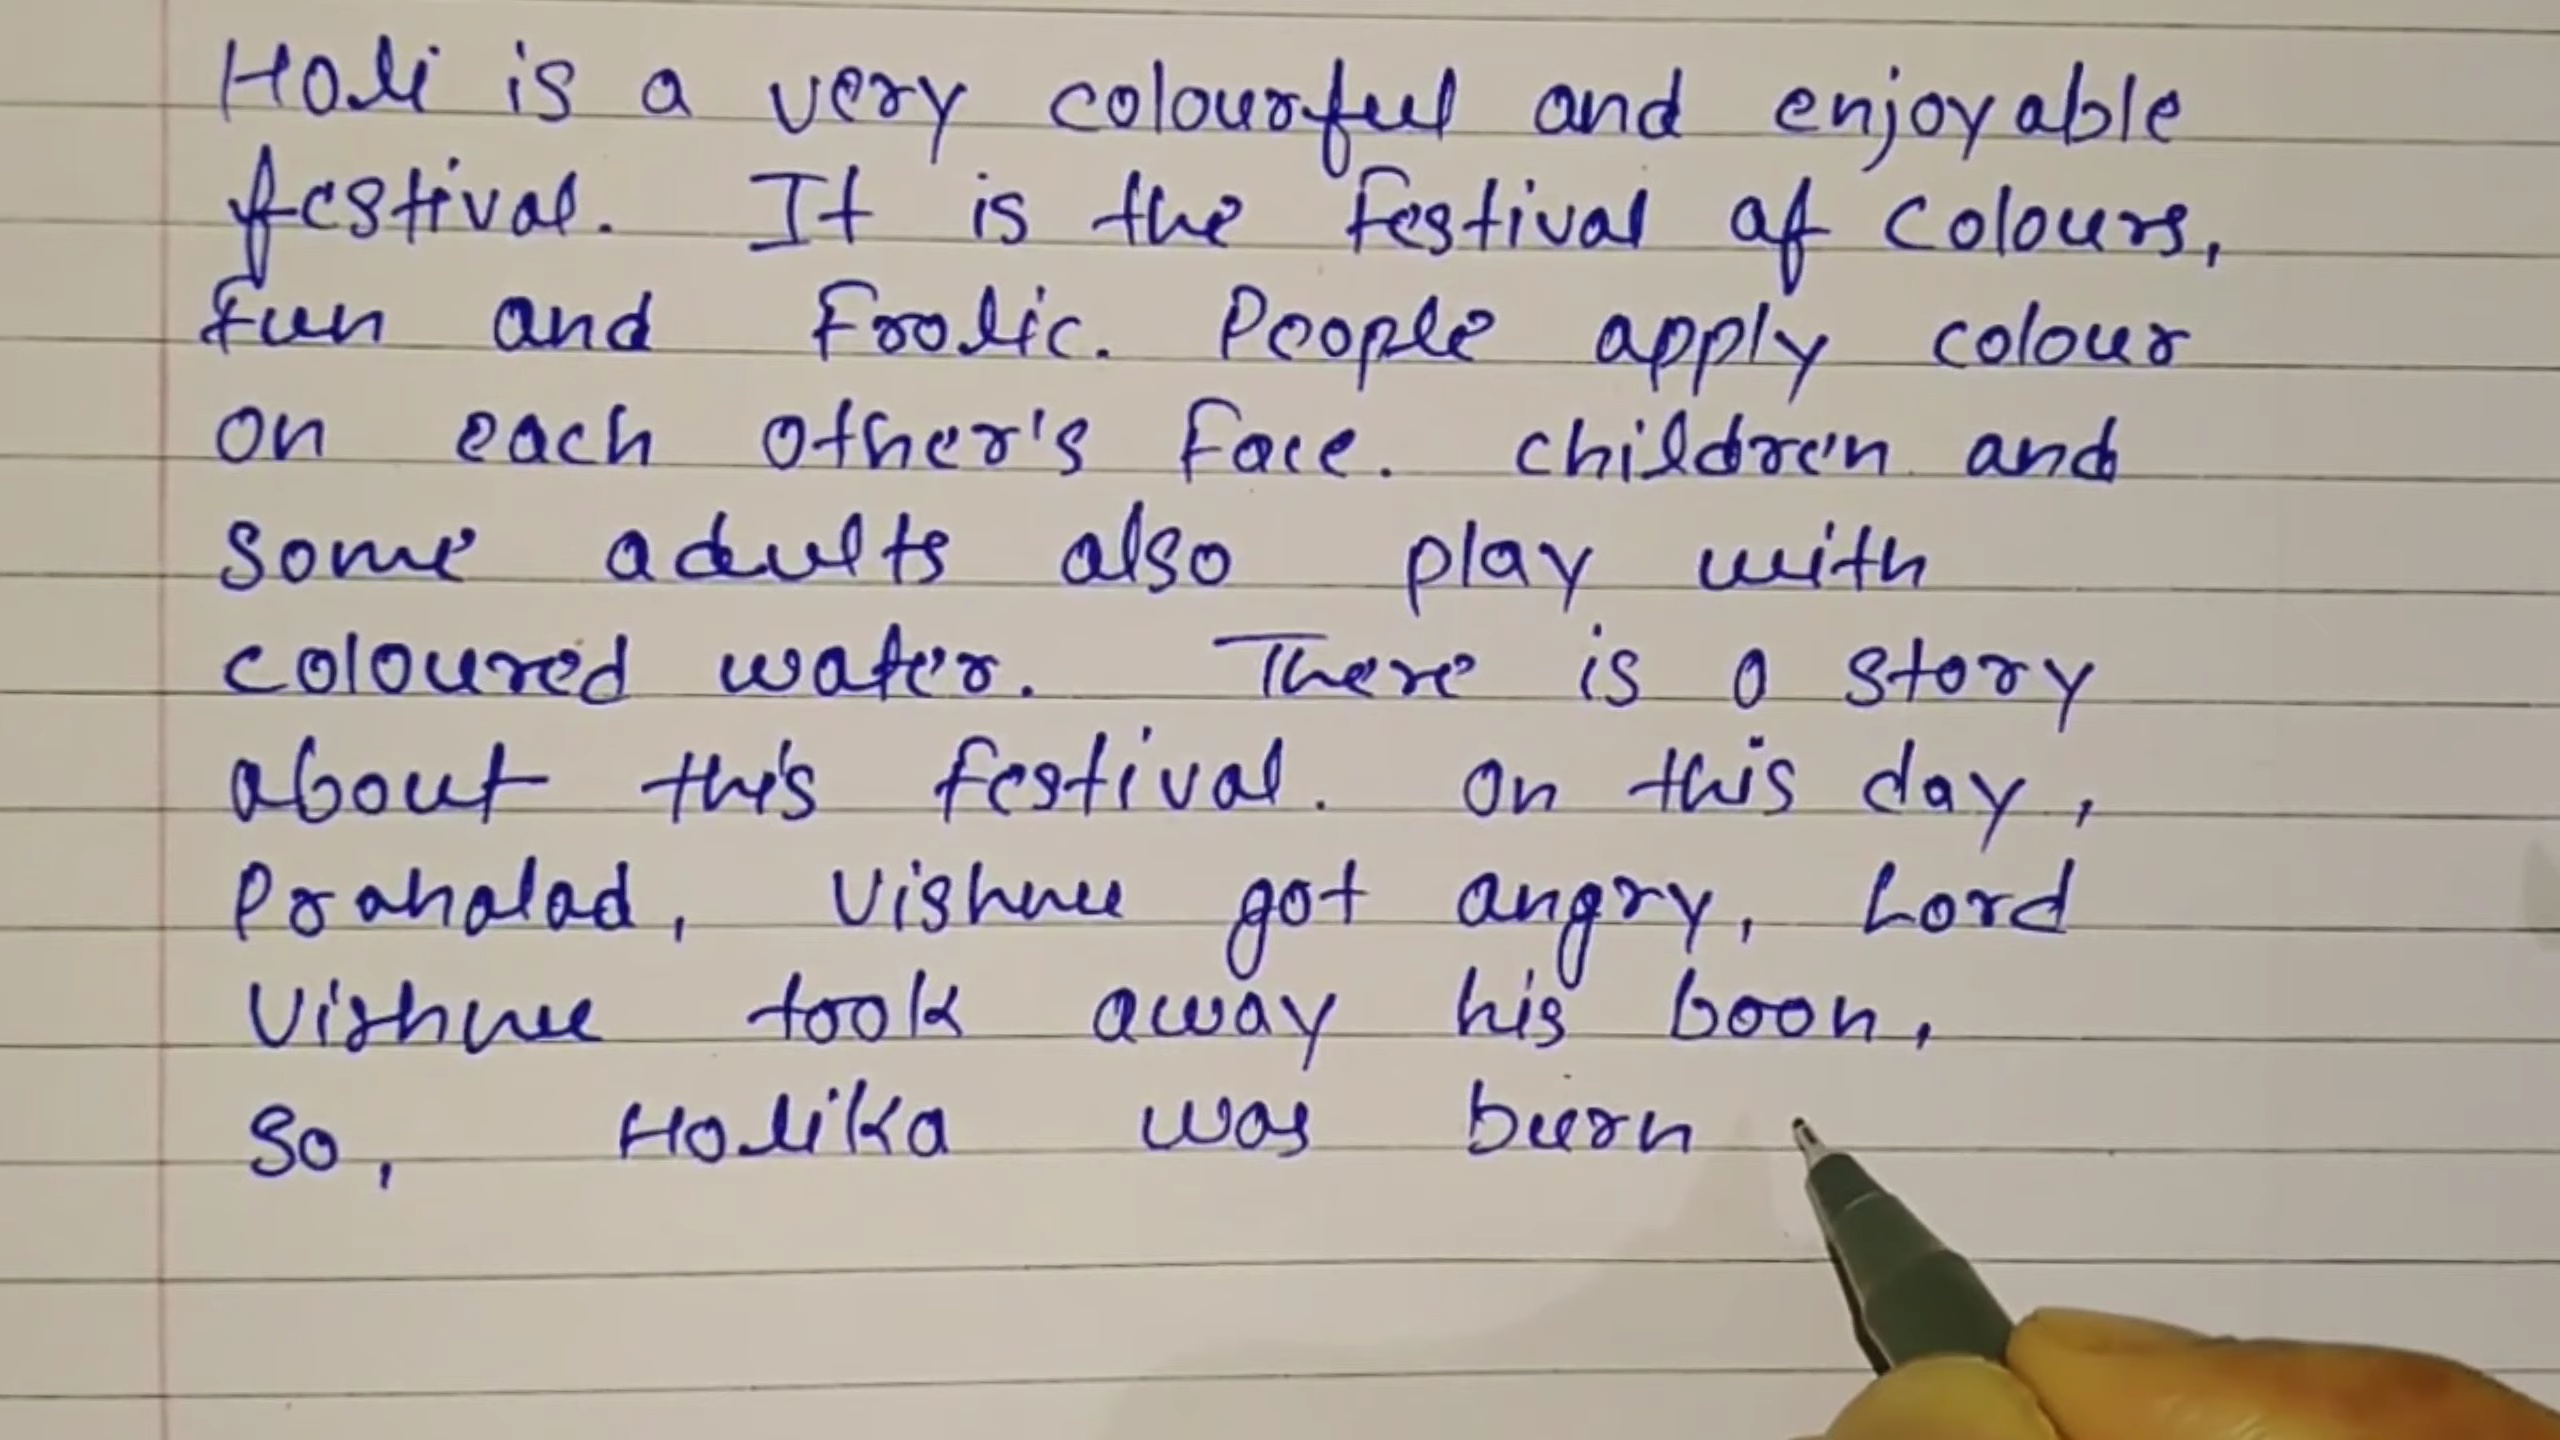 Holi is a very colourful and enjoyable
festival. It is the festival of colours,
fun and Frolic. People apply colour
on each other's face. children and
some adults also play with
coloured water. There is a story
about this festival. on this day,
Prahalad, Vishnu got angry, Lord
Vishnu took away his boon,
So, Holika was burn